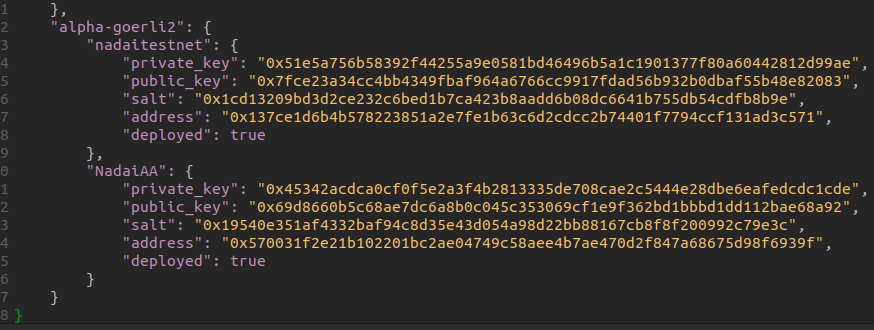 1 },
2 "alpha-goerli2": {
3 "nadaitestnet": {
4 "private_key": "0x51e5a756b58392f44255a9e0581bd46496b5a1c1901377f80a60442812d99ae",
5 "public_key": "0x7fce23a34cc4bb4349fbaf964a6766cc9917fdad56b932b0dbaf55b48e82083",
6 "salt": "0x1cd13209bd3d2ce232c6bed1b7ca423b8aadd6b08dc6641b755db54cdfb8b9e",
7 "address": "0x137ce1d6b4b578223851a2e7fe1b63c6d2cdcc2b74401f7794ccf131ad3c571",
8 "deployed": true
9 },
0 "NadaiAA": {
1 "private_key": "0x45342acdca0cf0f5e2a3f4b2813335de708cae2c5444e28dbe6eafedcdc1cde",
2 "public_key": "0x69d8660b5c68ae7dc6a8b0c045c353069cf1e9f362bd1bbbd1dd112bae68a92",
3 "salt": "0x19540e351af4332baf94c8d35e43d054a98d22bb88167cb8f8f200992c79e3c",
4 "address": "0x570031f2e21b102201bc2ae04749c58aee4b7ae470d2f847a68675d98f6939f",
5 "deployed": true
6 }
7 }
8 }